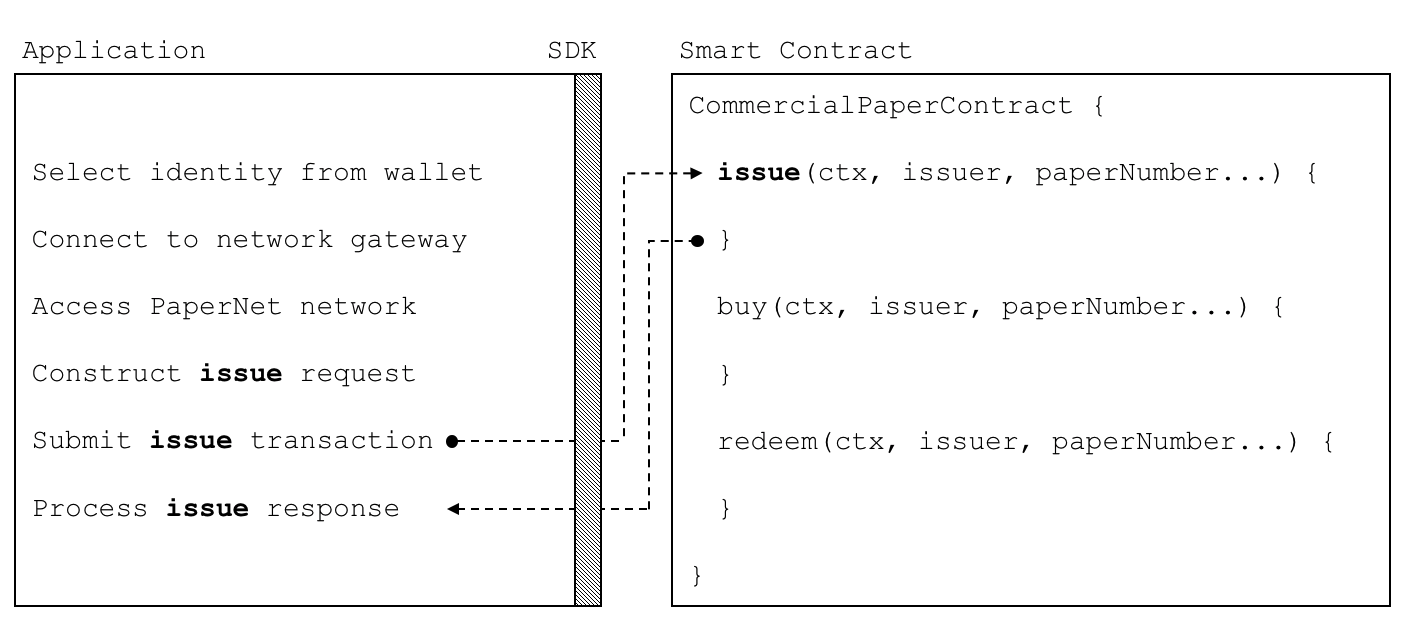 Application SDK
Select identity from wallet
Connect to network gateway
Access PaperNet network
Construct issue request
Submit issue transaction
Process issue response
Smart Contract
CommercialPaperContract {
issue(ctx, issuer, paperNumber...) {
}
buy(ctx, issuer, paperNumber...) {
}
redeem(ctx, issuer, paperNumber...) {
}
}